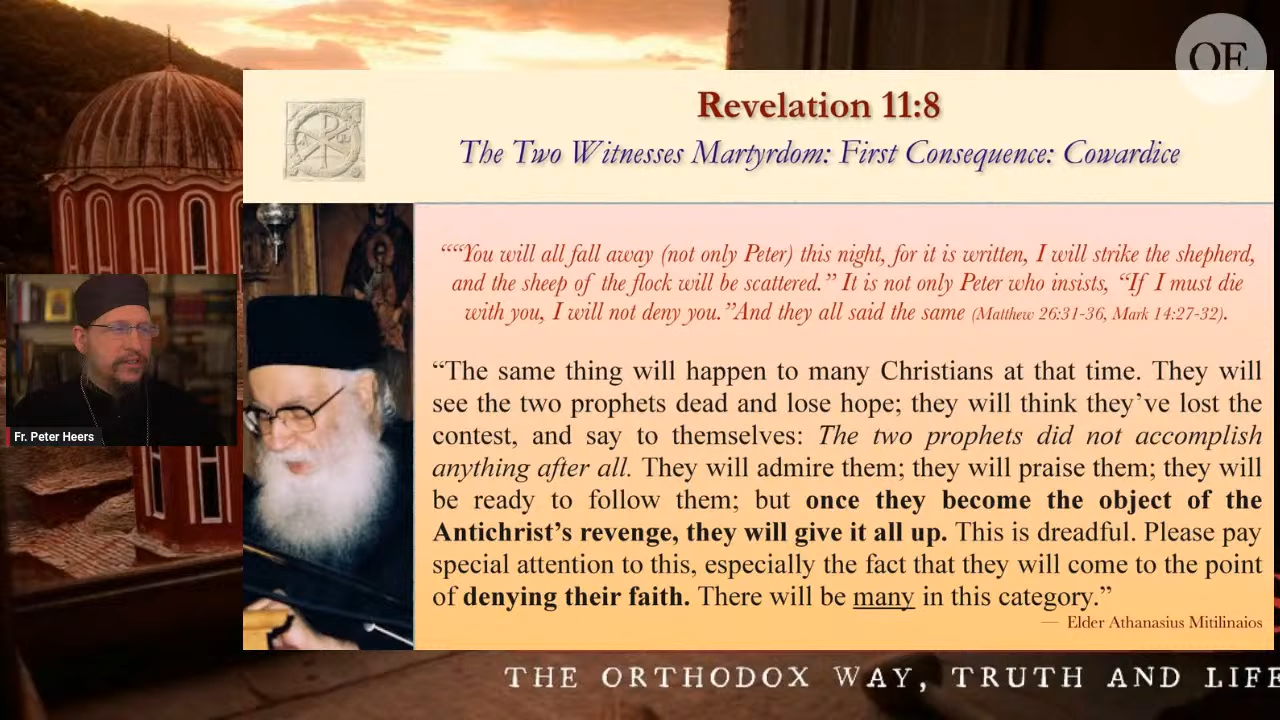 OE
Revelation 11:8
The Two Witnesses Martyrdom: First Consequence: Cowardice
““You will all fall away (not only Peter) this night, for it is written, I will strike the shepherd,
and the sheep of the flock will be scattered.” It is not only Peter who insists, “If I must die
with you, I will not deny you.”And they all said the same (Matthew 26:31-36, Mark 14:27-32).
“The same thing will happen to many Christians at that time. They will
see the two prophets dead and lose hope; they will think they’ve lost the
contest, and say to themselves: The two prophets did not accomplish
anything after all. They will admire them; they will praise them; they will
be ready to follow them; but once they become the object of the
Antichrist’s revenge, they will give it all up. This is dreadful. Please pay
special attention to this, especially the fact that they will come to the point
of denying their faith. There will be many in this category.”
— Elder Athanasius Mitilinaios
Fr. Peter Heers
THE ORTHODOX WAY, TRUTH AND LIFE